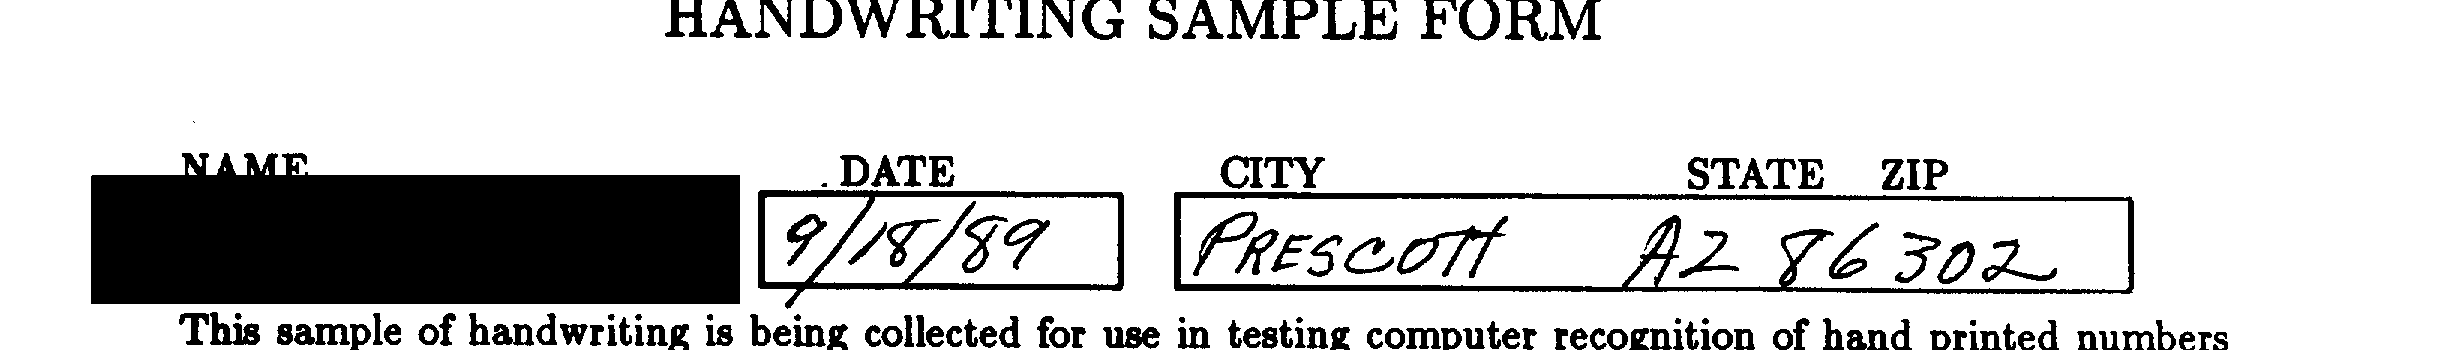 HANDWRITING SAMPLE FORM
NAME DATE CITY STATE ZIP
9/18/89 PRESCOTT AZ 86302
This sample of handwriting is being collected for use in testing computer recognition of hand printed numbers